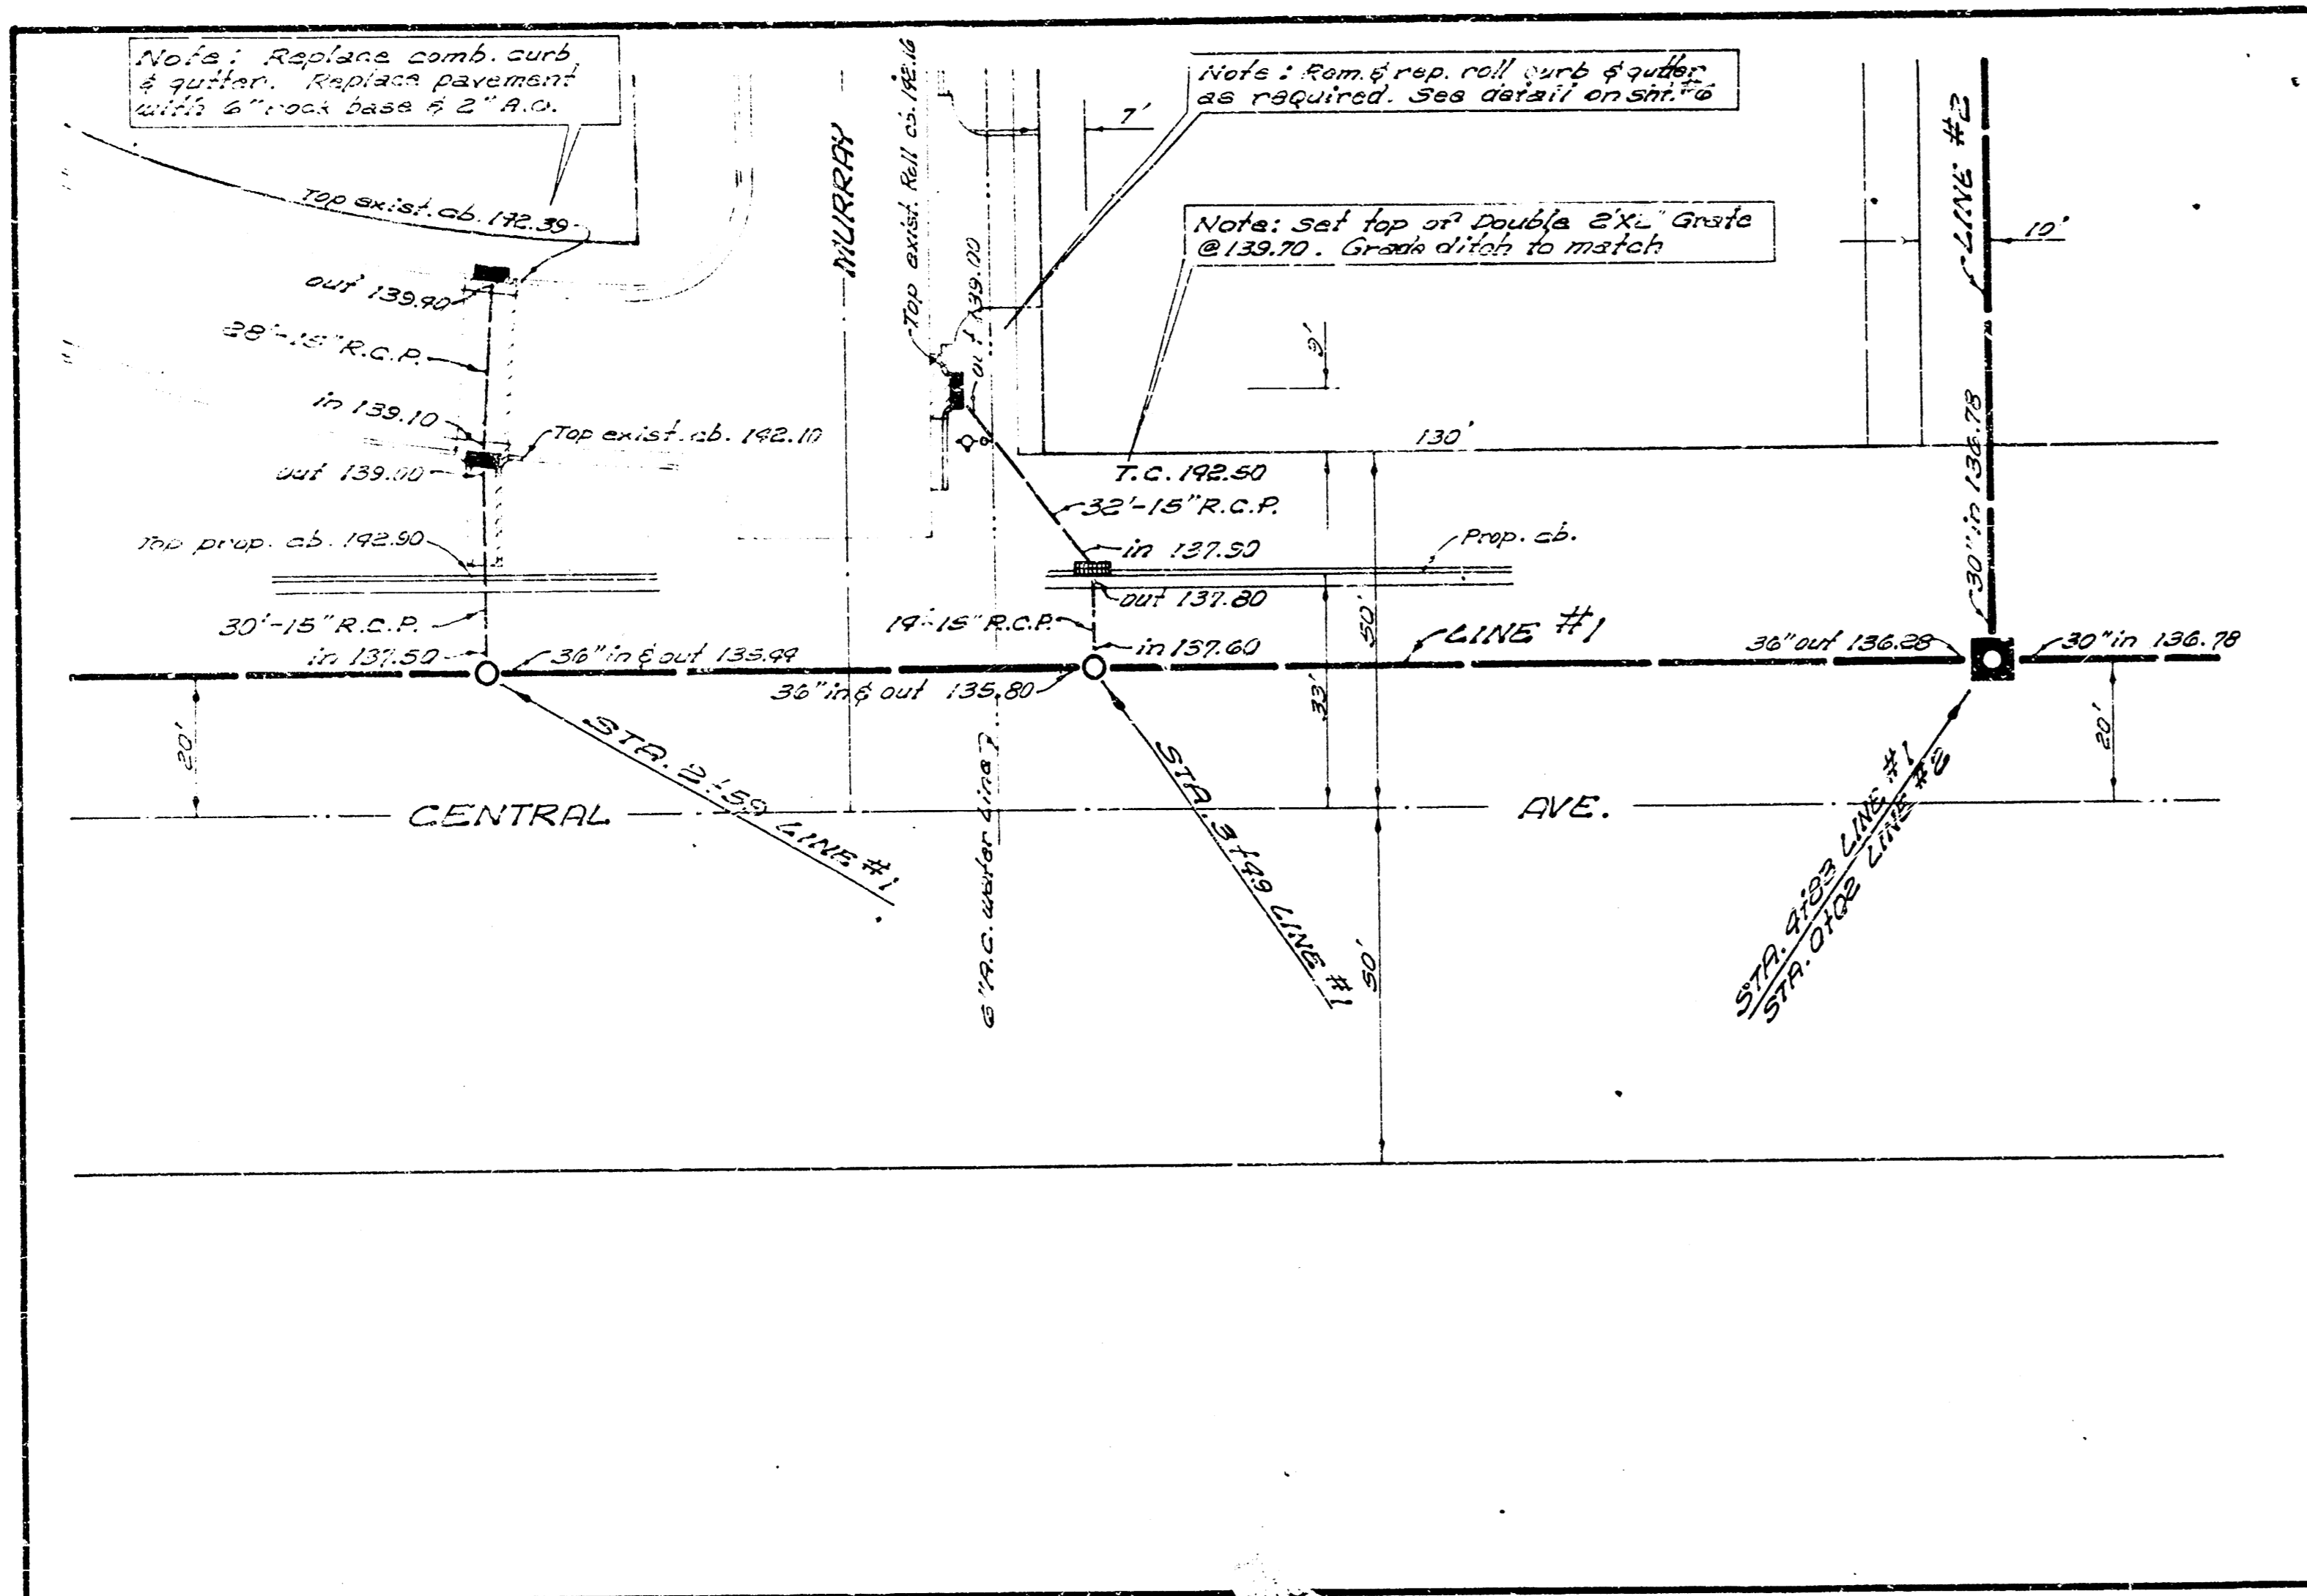 Note: Replace comb. curb
& gutter. Replace pavement
with 6" rock base & 2" A.C.
Note: Rem. & rep. roll curb & gutter
as required. See detail on sht. #6
Note: Set top of Double Grate
@ 139.70. Grade ditch to match
MURRAY
Top exist. Roll cb. 142.16
7'
LINE #2
10'
Top exist. cb. 142.39
out 139.40
28'-15" R.C.P.
in 139.10
Top exist. cb. 142.10
out 139.00
out 139.00
9'
130'
T.C. 142.50
32'-15" R.C.P.
30" in 136.78
Top prop. cb. 142.40
in 137.90
Prop. cb.
out 137.80
30'-15" R.C.P.
14'-15" R.C.P.
50'
in 137.50
36" in & out 135.44
in 137.60
LINE #1
36" out 136.28
30" in 136.78
36" in & out 135.80
33'
20'
20'
STA. 2+59 LINE #1
6" A.C. water line
STA. 3+49 LINE #1
STA. 4+83 LINE #1
STA. 0+02 LINE #2
CENTRAL AVE.
50'